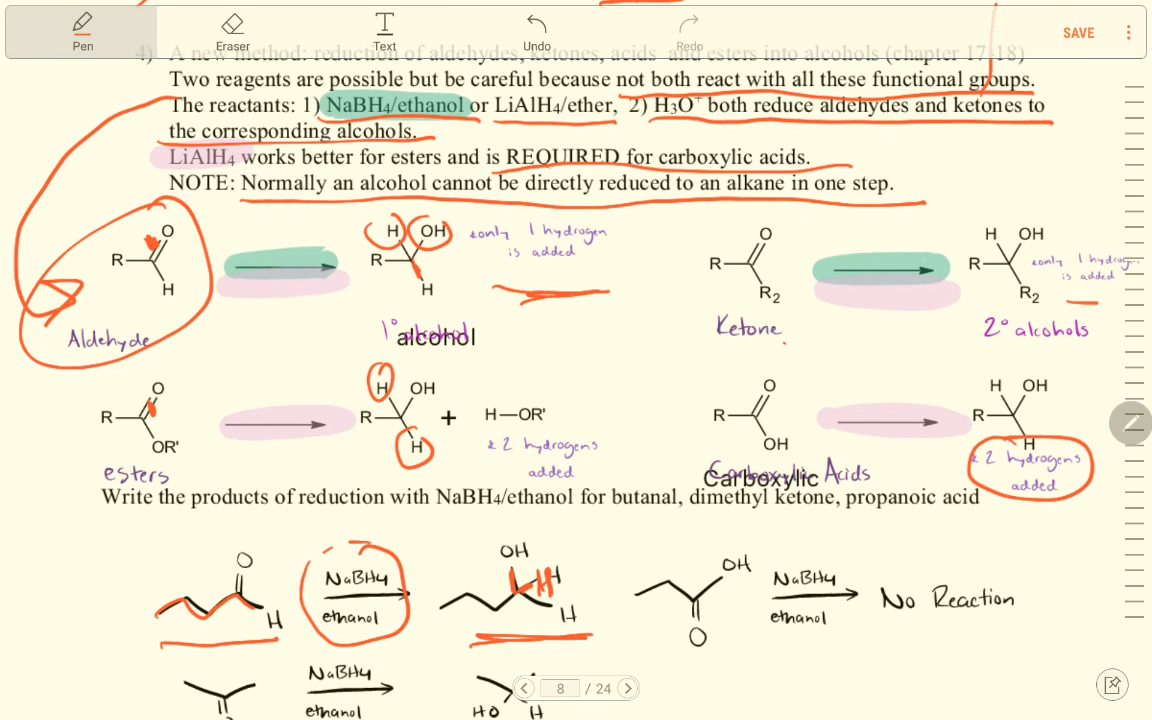 Pen
Eraser
Text
Undo
Redo
SAVE
4) A new method: reduction of aldehydes, ketones, acids and esters into alcohols (chapter 17-18)
Two reagents are possible but be careful because not both react with all these functional groups.
The reactants: 1) NaBH4/ethanol or LiAlH4/ether, 2) H3O+ both reduce aldehydes and ketones to
the corresponding alcohols.
LiAlH4 works better for esters and is REQUIRED for carboxylic acids.
NOTE: Normally an alcohol cannot be directly reduced to an alkane in one step.
O
R
H
Aldehyde
H OH
R
H
*only 1 hydrogen
is added
1° alcohol
alcohol
O
R
R2
Ketone
H OH
R
R2
*only 1 hydrog...
is added
2° alcohols
O
R
OR'
esters
H OH
R
H
+
H—OR'
* 2 hydrogens
added
O
R
OH
Carboxylic Acids
Carboxylic
H OH
R
H
* 2 hydrogens
added
Write the products of reduction with NaBH4/ethanol for butanal, dimethyl ketone, propanoic acid
O
H
NaBH4
ethanol
OH
H
H
OH
O
NaBH4
ethanol
No Reaction
NaBH4
ethanol
HO H
8 / 24